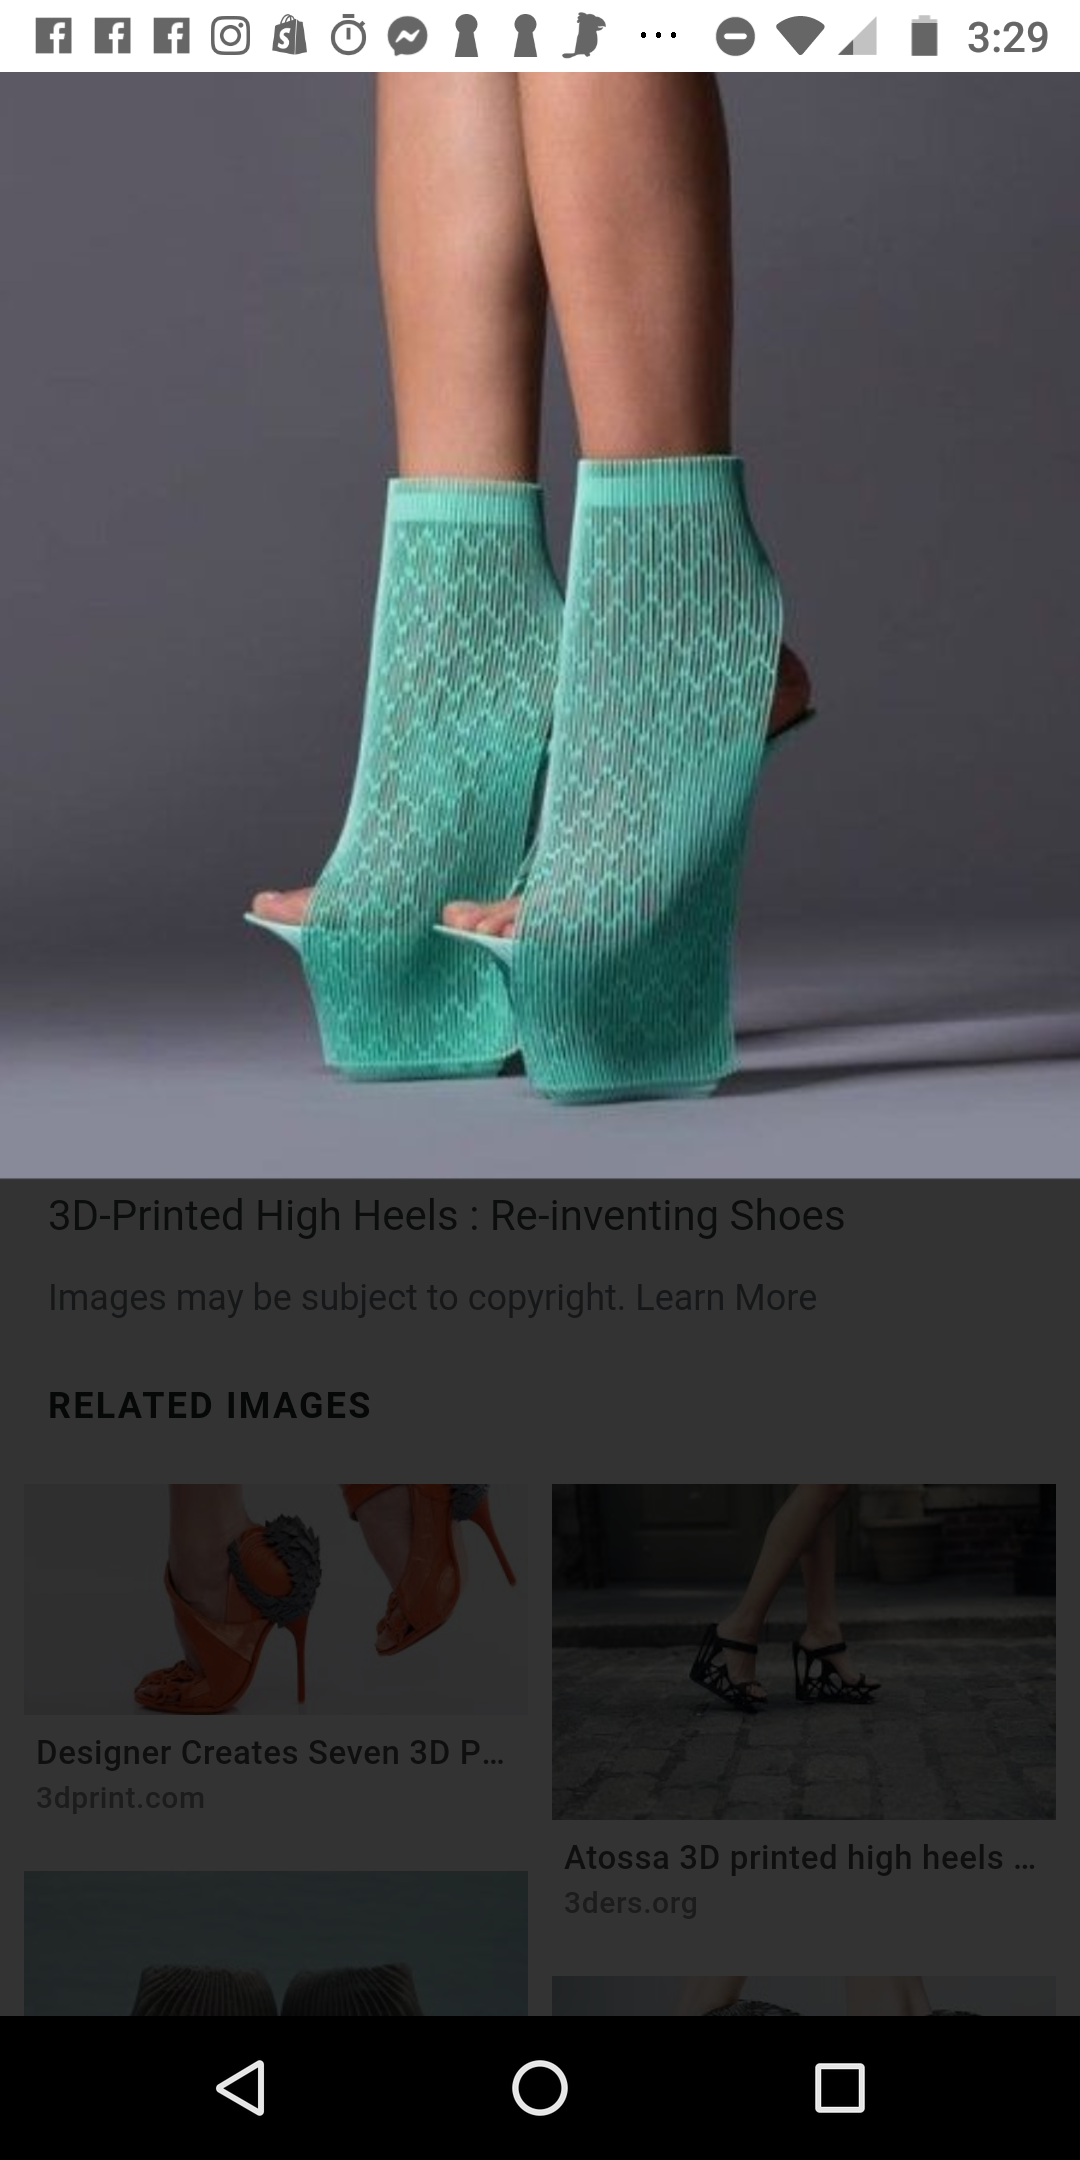 3:29
3D-Printed High Heels : Re-inventing Shoes
Images may be subject to copyright. Learn More
RELATED IMAGES
Designer Creates Seven 3D P...
3dprint.com
Atossa 3D printed high heels ...
3ders.org